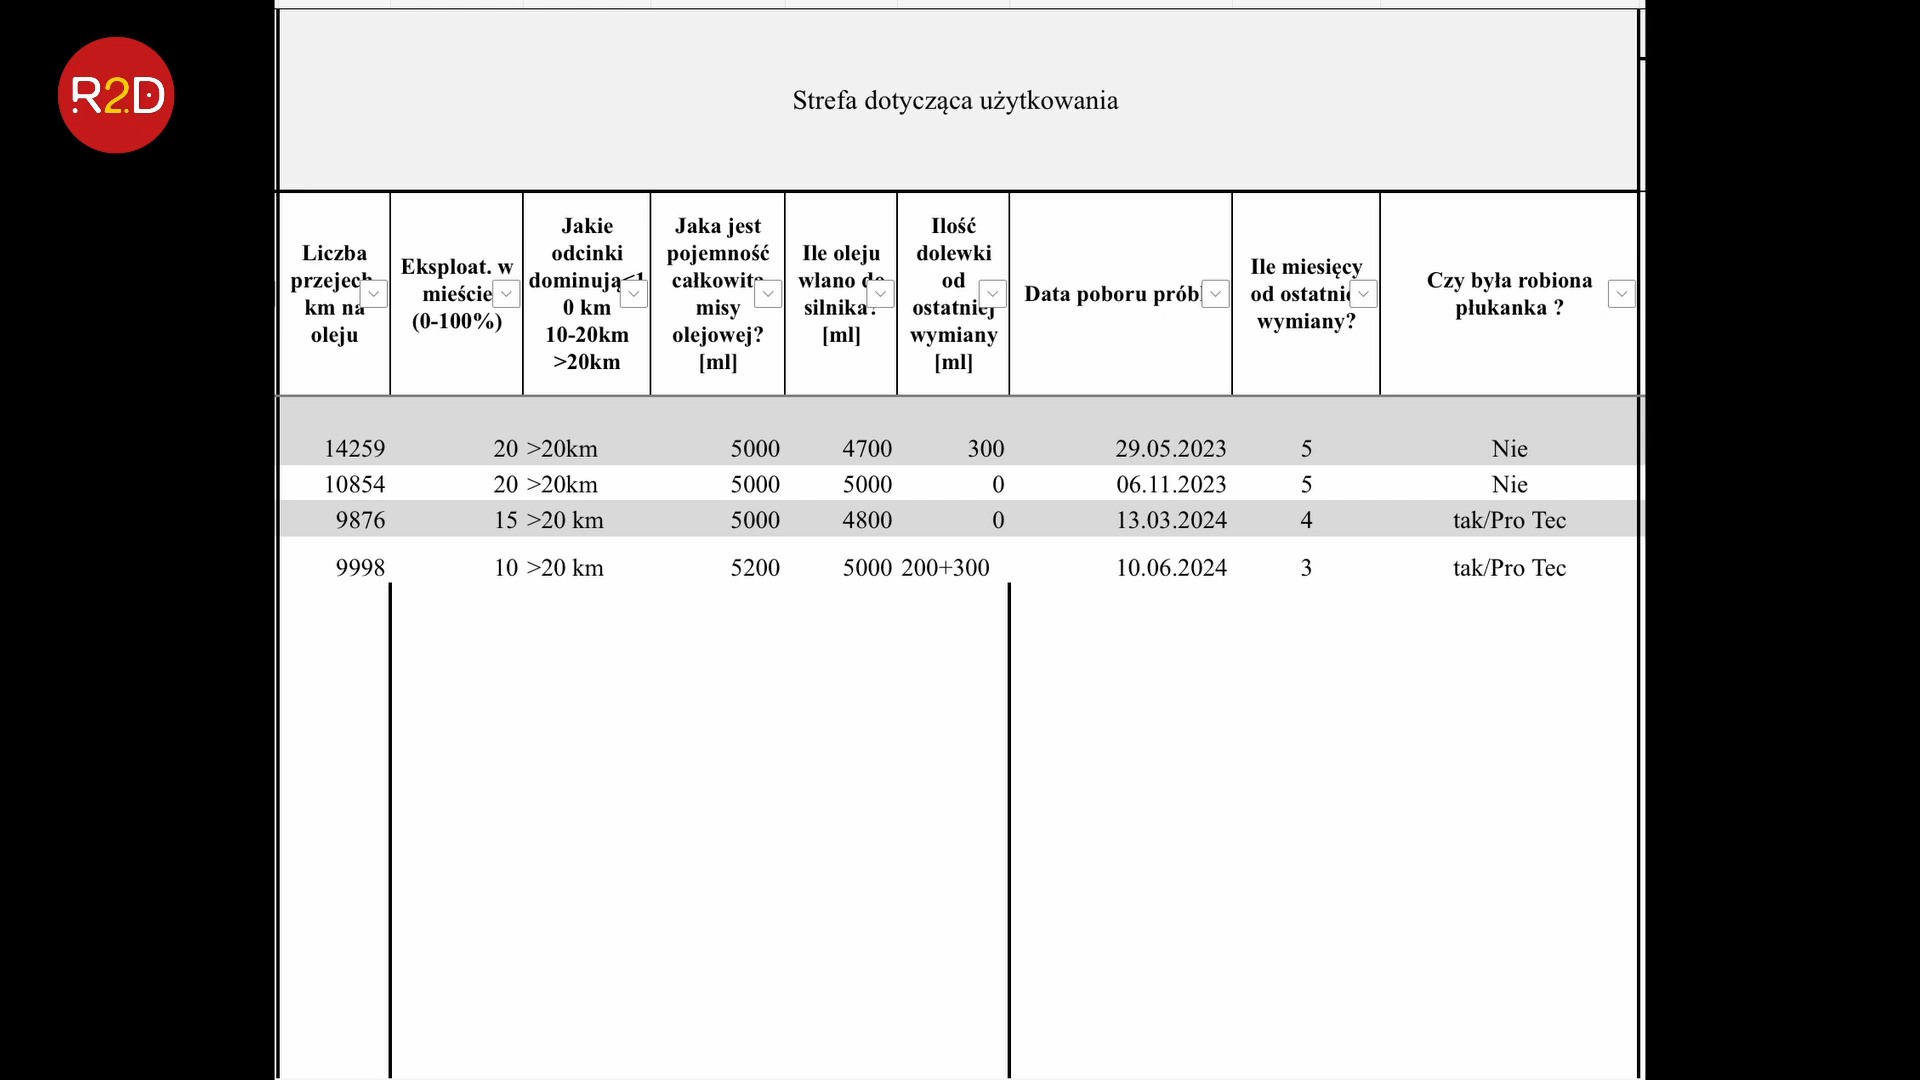 R2D
Strefa dotycząca użytkowania
Liczba
przejech.
km na
oleju
Eksploat. w
mieście
(0-100%)
Jakie
odcinki
dominują<1
0 km
10-20km
>20km
Jaka jest
pojemność
całkowita
misy
olejowej?
[ml]
Ile oleju
wlano do
silnika?
[ml]
Ilość
dolewki
od
ostatniej
wymiany
[ml]
Data poboru
Ile miesięcy
od
wymiany?
Czy była robiona
płukanka ?
14259 20 >20km 5000 4700 300 29.05.2023 5 Nie
10854 20 >20km 5000 5000 0 06.11.2023 5 Nie
9876 15 >20 km 5000 4800 0 13.03.2024 4 tak/Pro Tec
9998 10 >20 km 5200 5000 200+300 10.06.2024 3 tak/Pro Tec